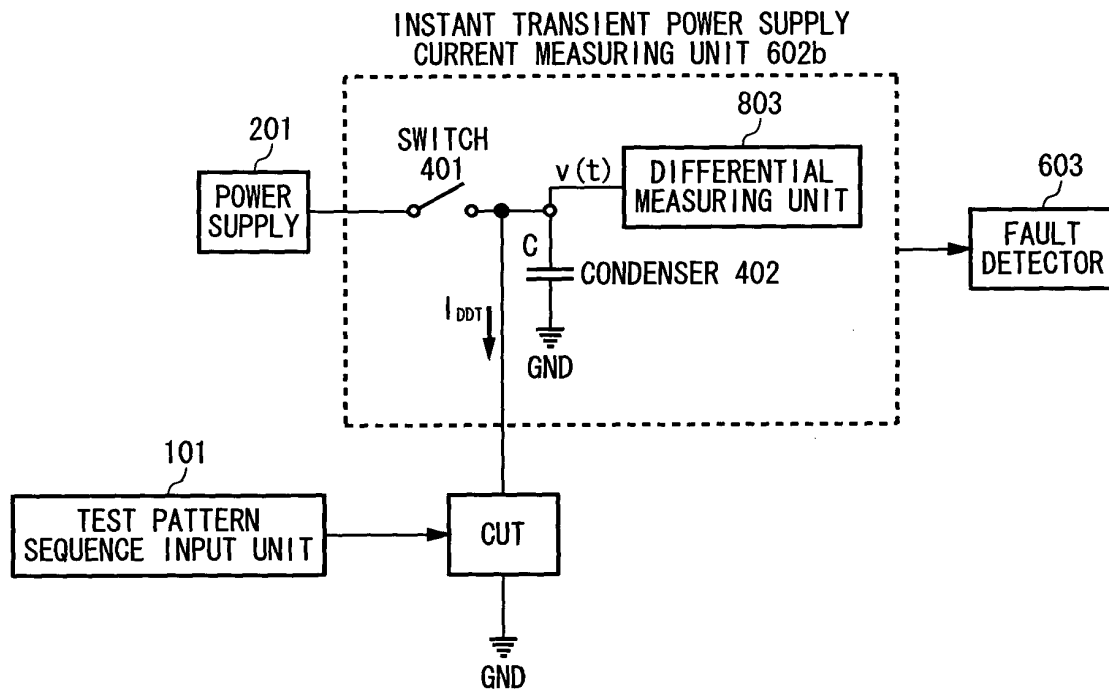 INSTANT TRANSIENT POWER SUPPLY
CURRENT MEASURING UNIT 602b
201
POWER
SUPPLY
SWITCH
401
v(t)
803
DIFFERENTIAL
MEASURING UNIT
603
FAULT
DETECTOR
C
CONDENSER 402
GND
IDDT
101
TEST PATTERN
SEQUENCE INPUT UNIT
CUT
GND